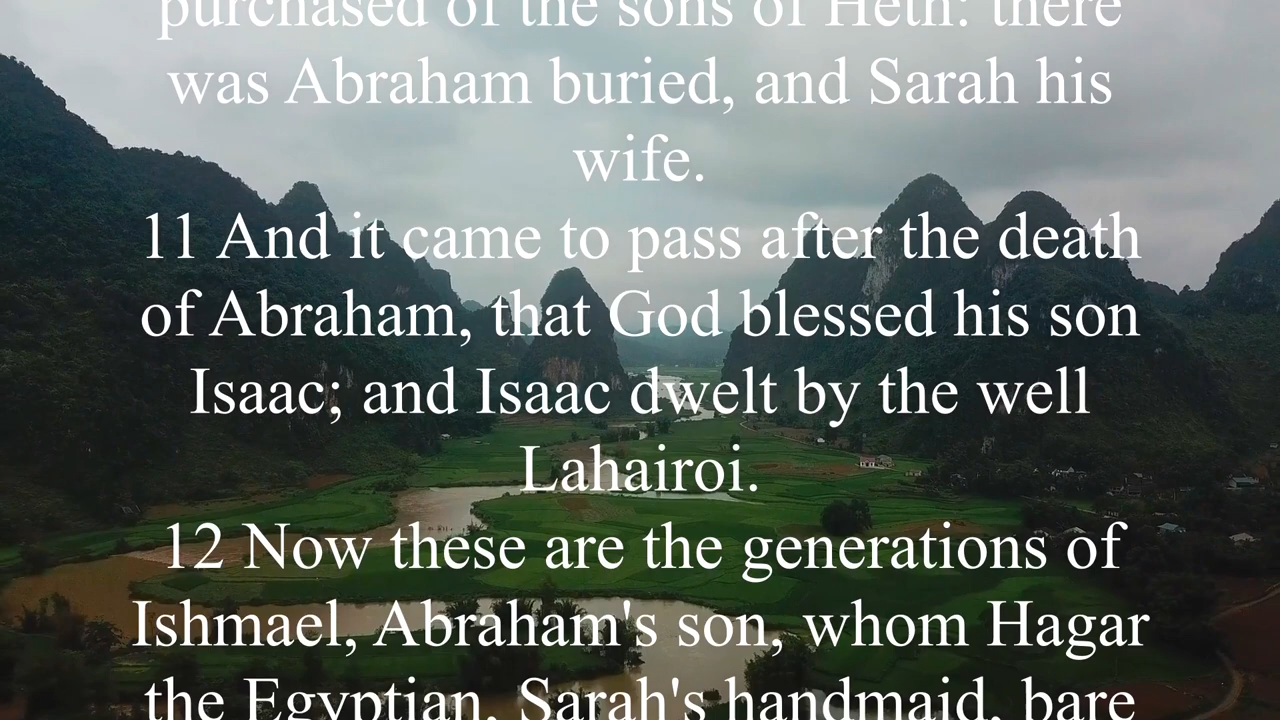 purchased of the sons of Heth: there
was Abraham buried, and Sarah his
wife.
11 And it came to pass after the death
of Abraham, that God blessed his son
Isaac; and Isaac dwelt by the well
Lahairoi.
12 Now these are the generations of
Ishmael, Abraham's son, whom Hagar
the Egyptian, Sarah's handmaid, bare